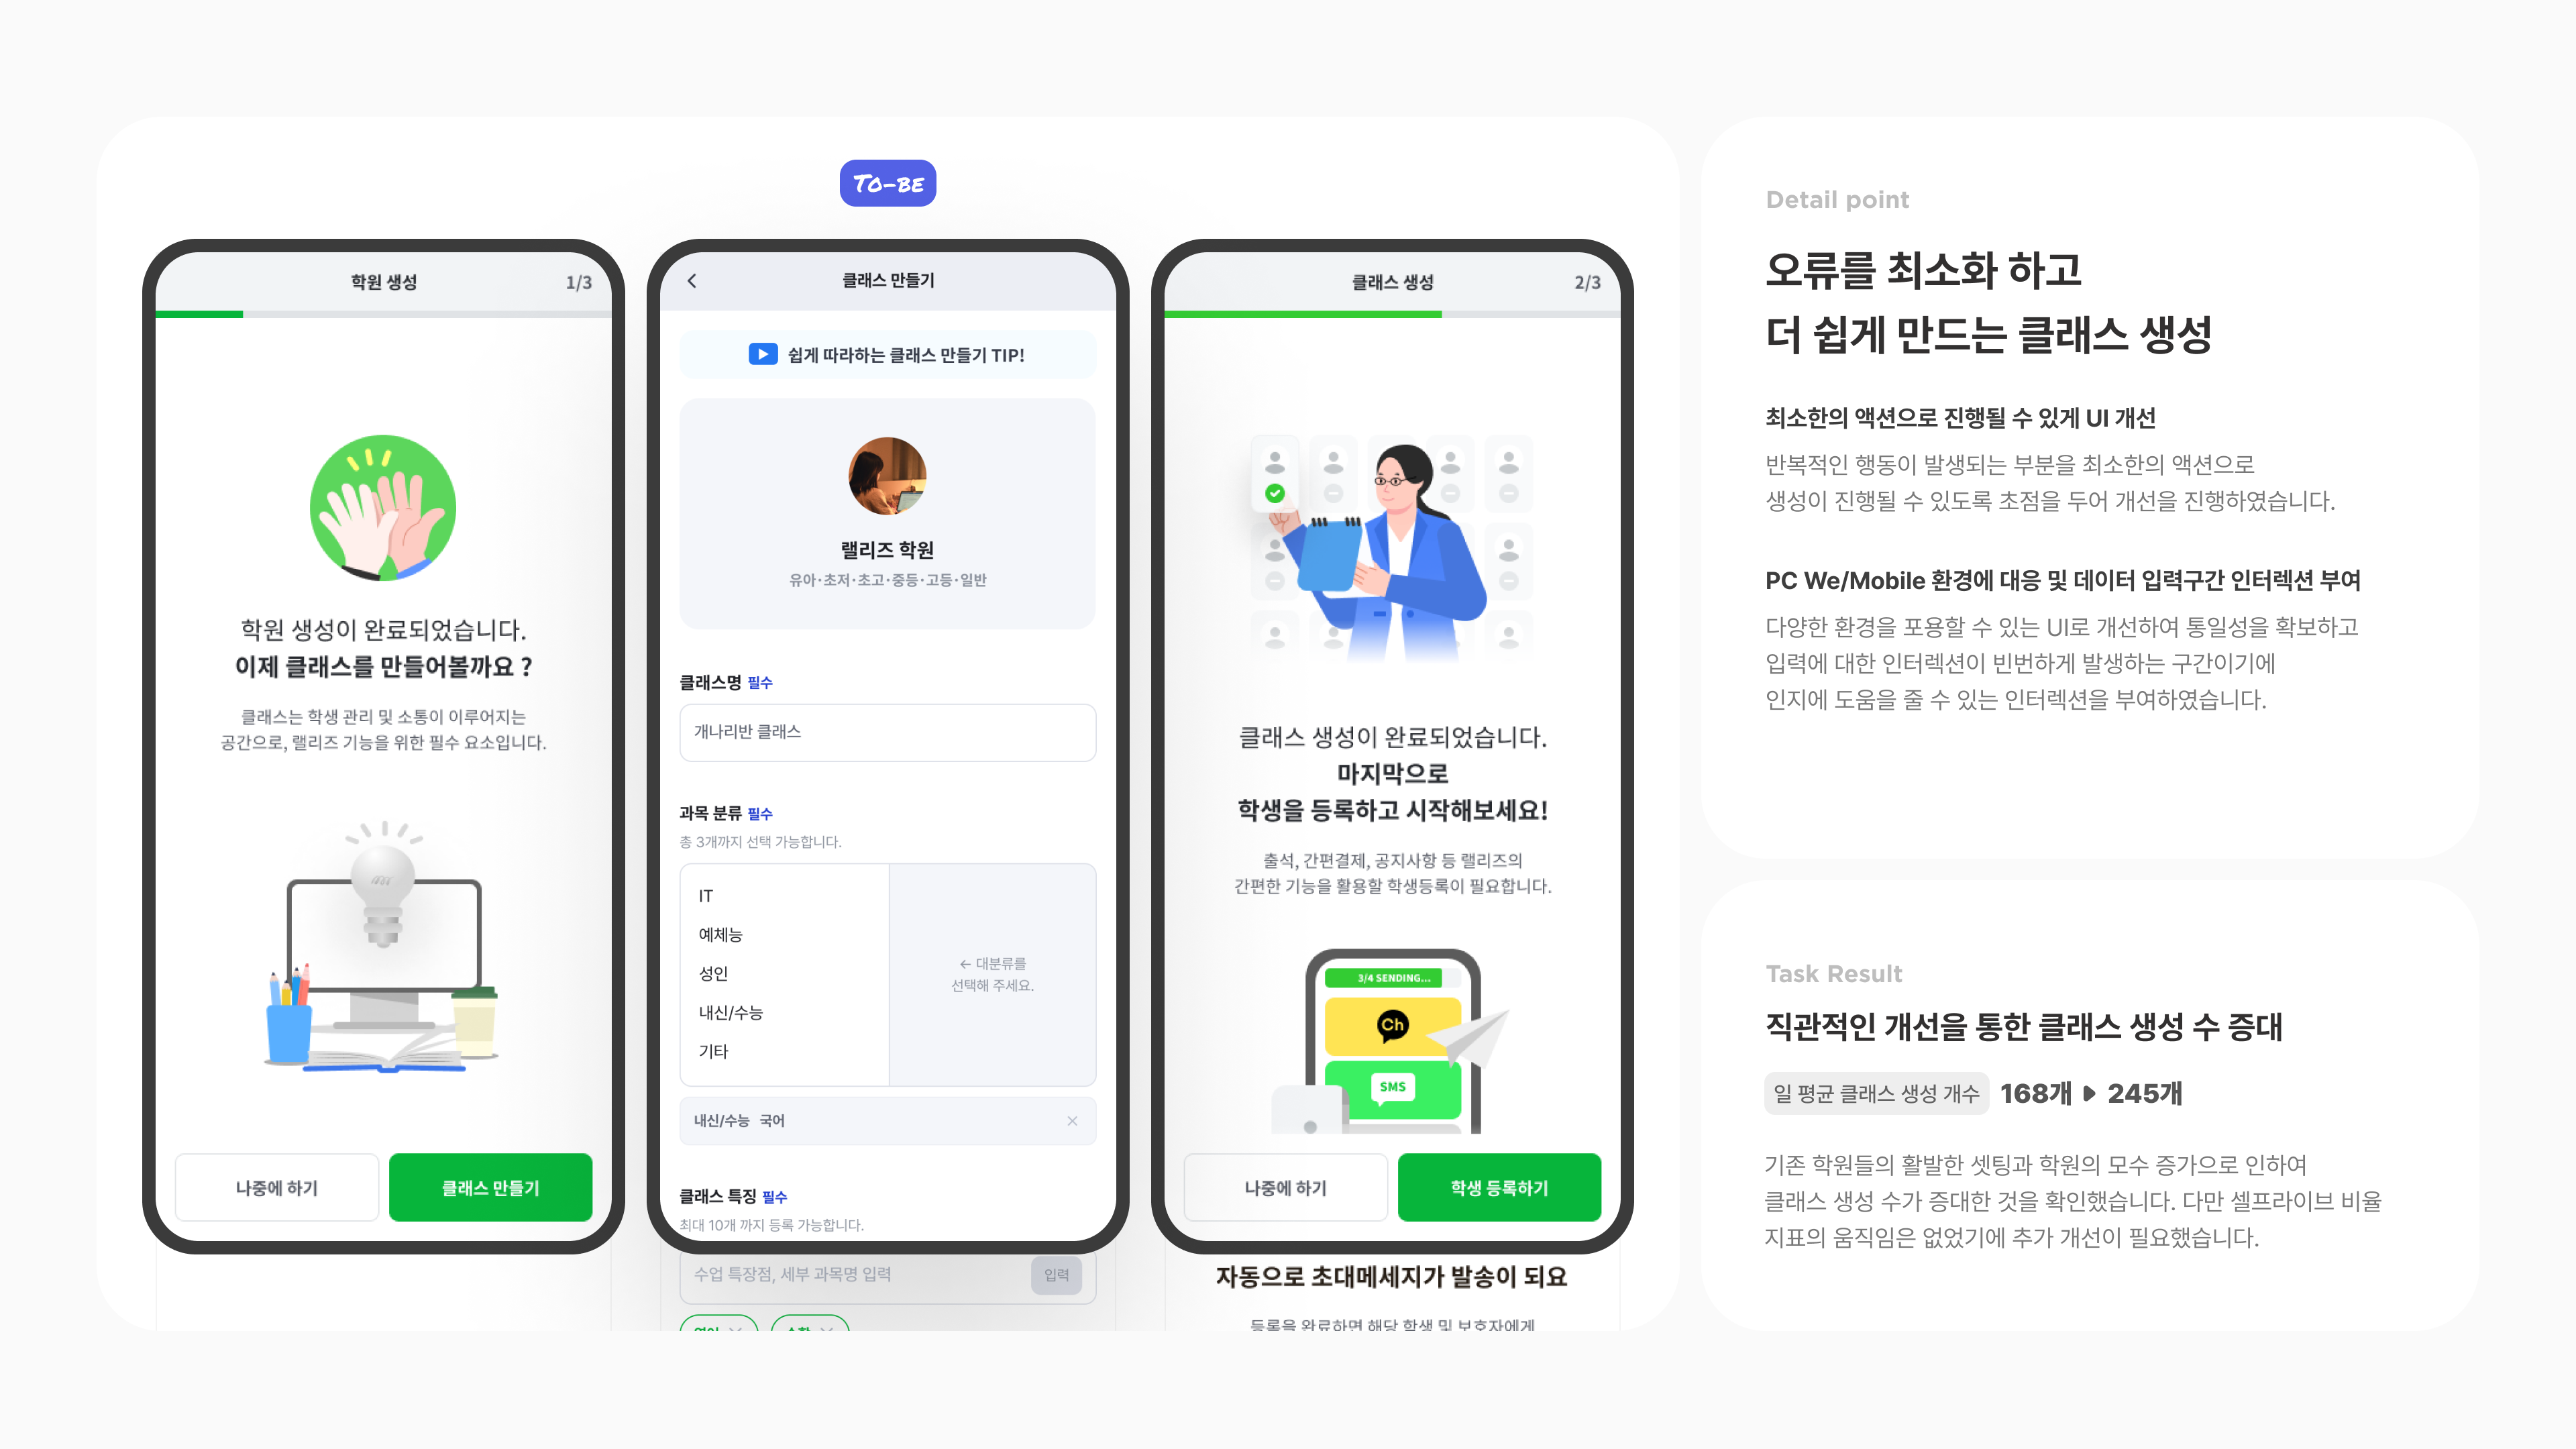 To-be
학원 생성
1/3
학원 생성이 완료되었습니다.
이제 클래스를 만들어볼까요 ?
클래스는 학생 관리 및 소통이 이루어지는
공간으로, 랠리즈 기능을 위한 필수 요소입니다.
나중에 하기
클래스 만들기
클래스 만들기
쉽게 따라하는 클래스 만들기 TIP!
랠리즈 학원
유아·초저·초고·중등·고등·일반
클래스명 필수
개나리반 클래스
과목 분류 필수
총 3개까지 선택 가능합니다.
IT
예체능
성인
내신/수능
기타
← 대분류를
선택해 주세요.
내신/수능 국어
클래스 특징 필수
최대 10개 까지 등록 가능합니다.
수업 특장점, 세부 과목명 입력
입력
클래스 생성
2/3
클래스 생성이 완료되었습니다.
마지막으로
학생을 등록하고 시작해보세요!
출석, 간편결제, 공지사항 등 랠리즈의
간편한 기능을 활용할 학생등록이 필요합니다.
3/4 SENDING...
Ch
SMS
나중에 하기
학생 등록하기
자동으로 초대메세지가 발송이 되요
등록을 완료하면 해당 학생 및 보호자에게
Detail point
오류를 최소화 하고
더 쉽게 만드는 클래스 생성
최소한의 액션으로 진행될 수 있게 UI 개선
반복적인 행동이 발생되는 부분을 최소한의 액션으로
생성이 진행될 수 있도록 초점을 두어 개선을 진행하였습니다.
PC We/Mobile 환경에 대응 및 데이터 입력구간 인터렉션 부여
다양한 환경을 포용할 수 있는 UI로 개선하여 통일성을 확보하고
입력에 대한 인터렉션이 빈번하게 발생하는 구간이기에
인지에 도움을 줄 수 있는 인터렉션을 부여하였습니다.
Task Result
직관적인 개선을 통한 클래스 생성 수 증대
일 평균 클래스 생성 개수 168개 ▶ 245개
기존 학원들의 활발한 셋팅과 학원의 모수 증가으로 인하여
클래스 생성 수가 증대한 것을 확인했습니다. 다만 셀프라이브 비율
지표의 움직임은 없었기에 추가 개선이 필요했습니다.